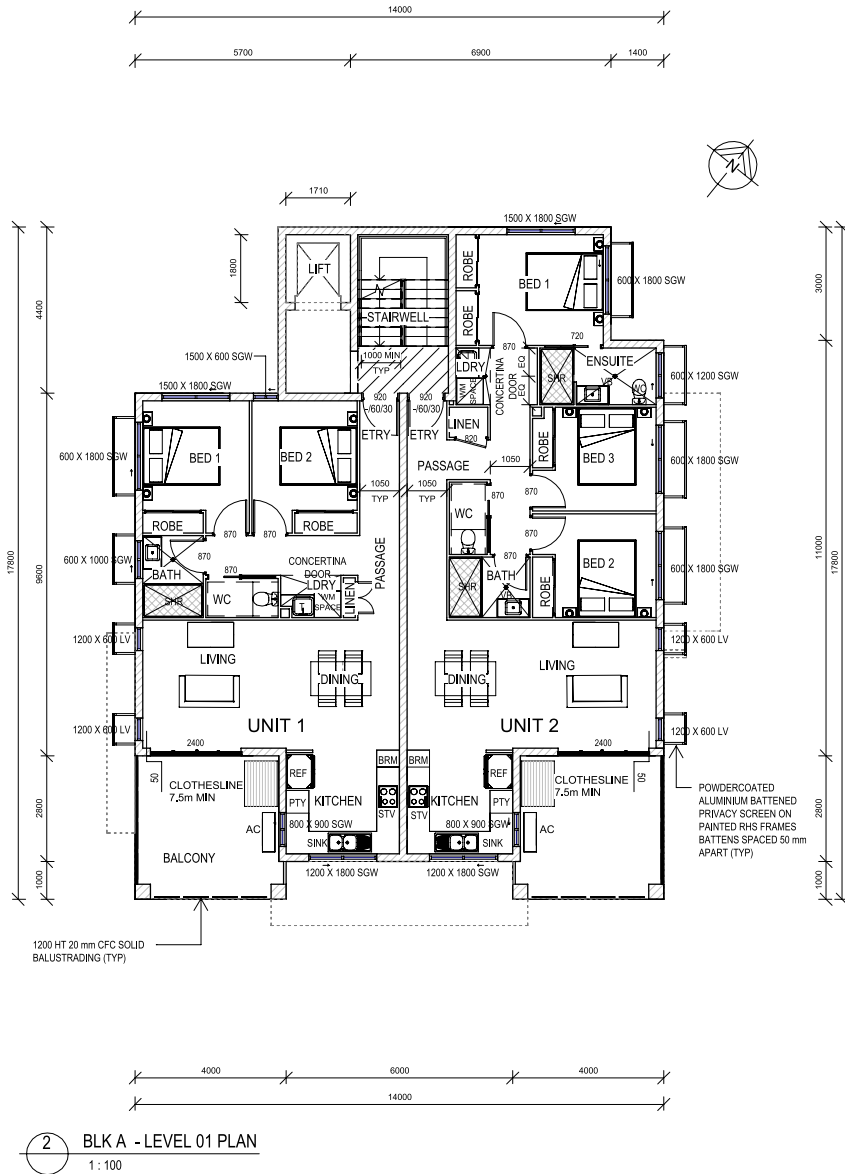 14000
5700
6900
1400
N
1710
1500 X 1800 SGW
17800
4400
1800
LIFT
STAIRWELL
ROBE
ROBE
BED 1
600 X 1800 SGW
3000
17800
1500 X 600 SGW
1500 X 1800 SGW
1000 MIN
TYP
870
720
LDRY
WM
SPACE
CONCERTINA
DOOR
EQ
EQ
SHR
ENSUITE
WC
600 X 1200 SGW
920
-/60/30
920
-/60/30
ETRY
ETRY
LINEN
820
600 X 1800 SGW
BED 1
BED 2
ROBE
BED 3
600 X 1800 SGW
PASSAGE
1050
1050
TYP
1050
TYP
870
870
WC
ROBE
870
870
ROBE
9600
11000
600 X 1000 SGW
870
870
BATH
CONCERTINA
DOOR
PASSAGE
870
870
BED 2
600 X 1800 SGW
BATH
SHR
WC
LDRY
WM
SPACE
T
LINEN
SHR
ROBE
1200 X 600 LV
LIVING
DINING
DINING
LIVING
1200 X 600 LV
1200 X 600 LV
UNIT 1
UNIT 2
1200 X 600 LV
2400
2400
50
CLOTHESLINE
7.5m MIN
REF
BRM
BRM
REF
CLOTHESLINE
7.5m MIN
50
2800
PTY
KITCHEN
STV
STV
KITCHEN
PTY
2800
AC
800 X 900 SGW
800 X 900 SGW
AC
SINK
SINK
BALCONY
1200 X 1800 SGW
1200 X 1800 SGW
1000
1000
POWDERCOATED
ALUMINIUM BATTENED
PRIVACY SCREEN ON
PAINTED RHS FRAMES
BATTENS SPACED 50 mm
APART (TYP)
1200 HT 20 mm CFC SOLID
BALUSTRADING (TYP)
4000
6000
4000
14000
2
BLK A - LEVEL 01 PLAN
1 : 100